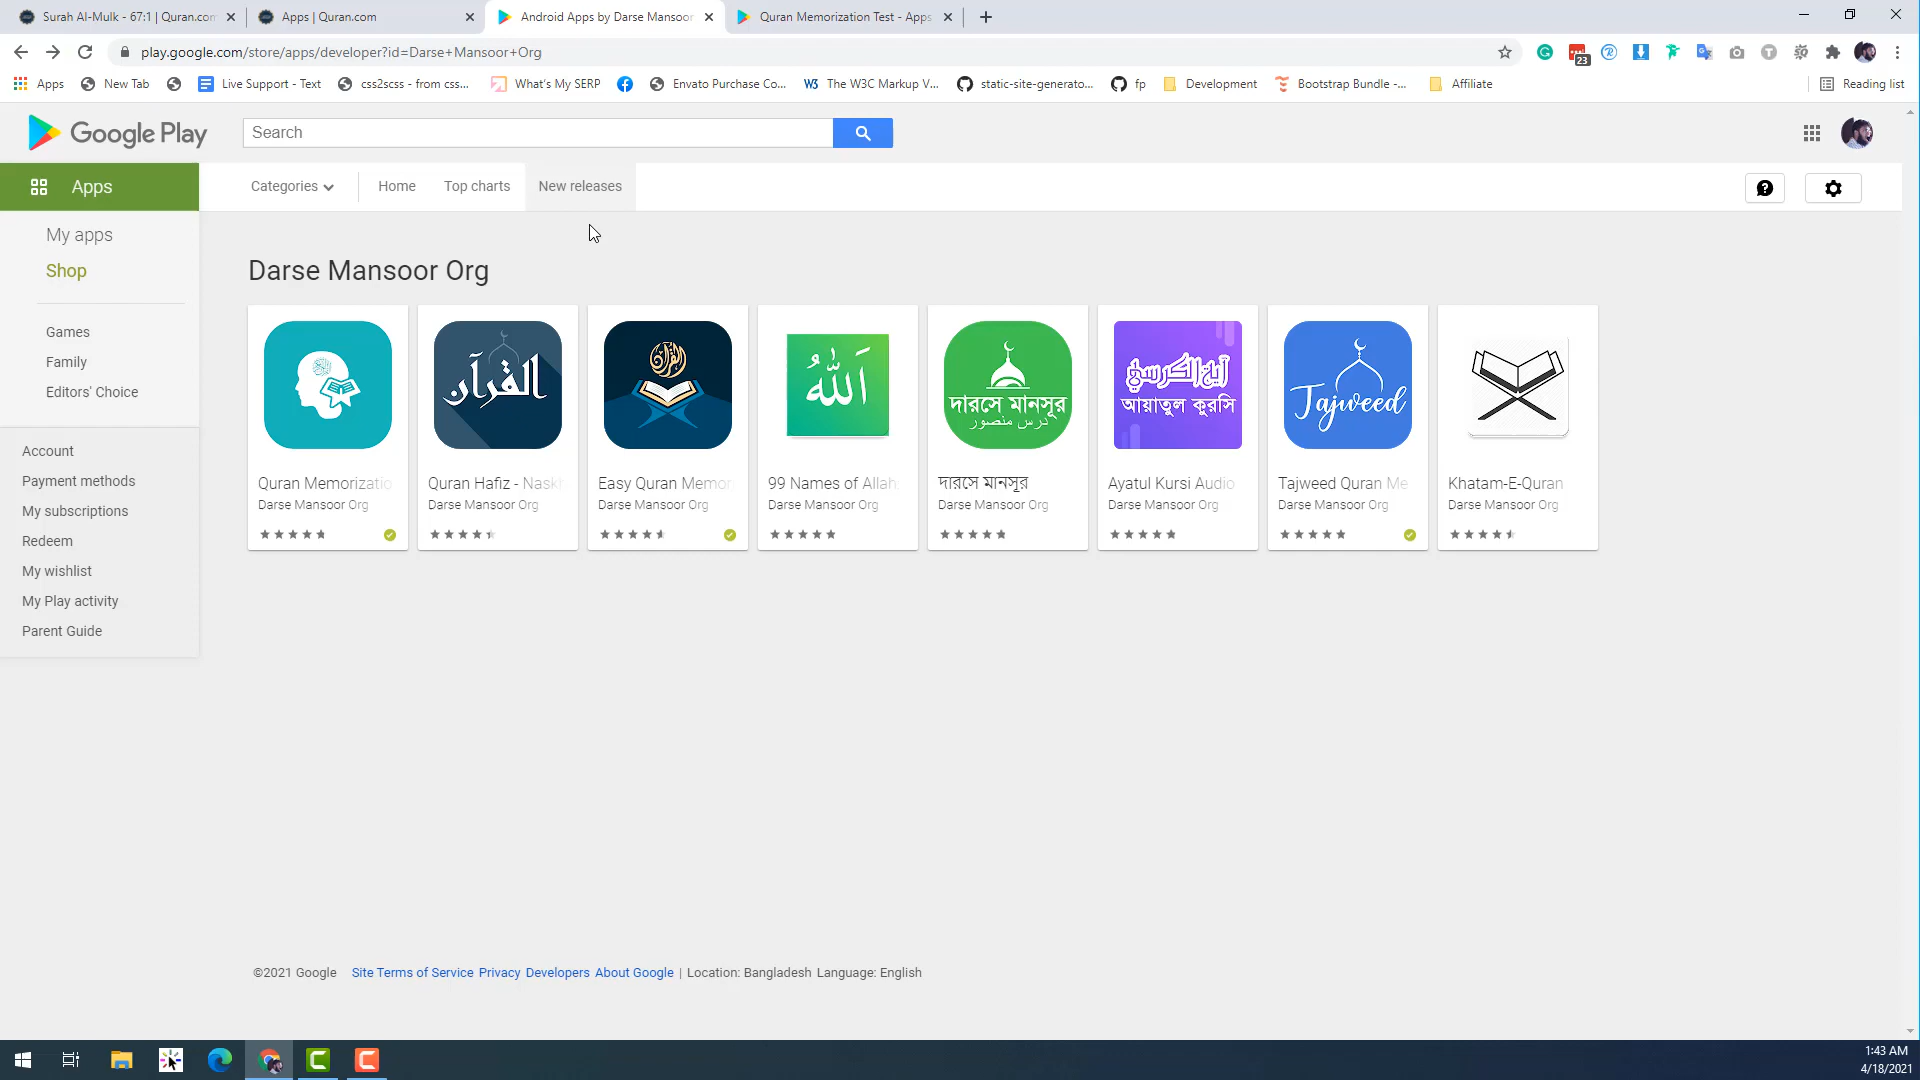 Surah Al-Mulk - 67:1 | Quran.com
Apps | Quran.com
Android Apps by Darse Mansoor
Quran Memorization Test - Apps
play.google.com/store/apps/developer?id=Darse+Mansoor+Org
23
Apps
New Tab
Live Support - Text
css2scss - from css...
What's My SERP
Envato Purchase Co...
W3 The W3C Markup V...
static-site-generato...
fp
Development
Bootstrap Bundle -...
Affiliate
Reading list
Google Play
Search
Apps
Categories
Home
Top charts
New releases
My apps
Shop
Games
Family
Editors' Choice
Account
Payment methods
My subscriptions
Redeem
My wishlist
My Play activity
Parent Guide
Darse Mansoor Org
القرآن
الله
দারসে মানসূর
درس منصور
آية الكرسي
আয়াতুল কুরসি
Tajweed
Quran Memorizatio
Darse Mansoor Org
Quran Hafiz - Naskh
Darse Mansoor Org
Easy Quran Memor
Darse Mansoor Org
99 Names of Allah:
Darse Mansoor Org
দারসে মানসূর
Darse Mansoor Org
Ayatul Kursi Audio
Darse Mansoor Org
Tajweed Quran Me
Darse Mansoor Org
Khatam-E-Quran
Darse Mansoor Org
©2021 Google Site Terms of Service Privacy Developers About Google | Location: Bangladesh Language: English
1:43 AM
4/18/2021